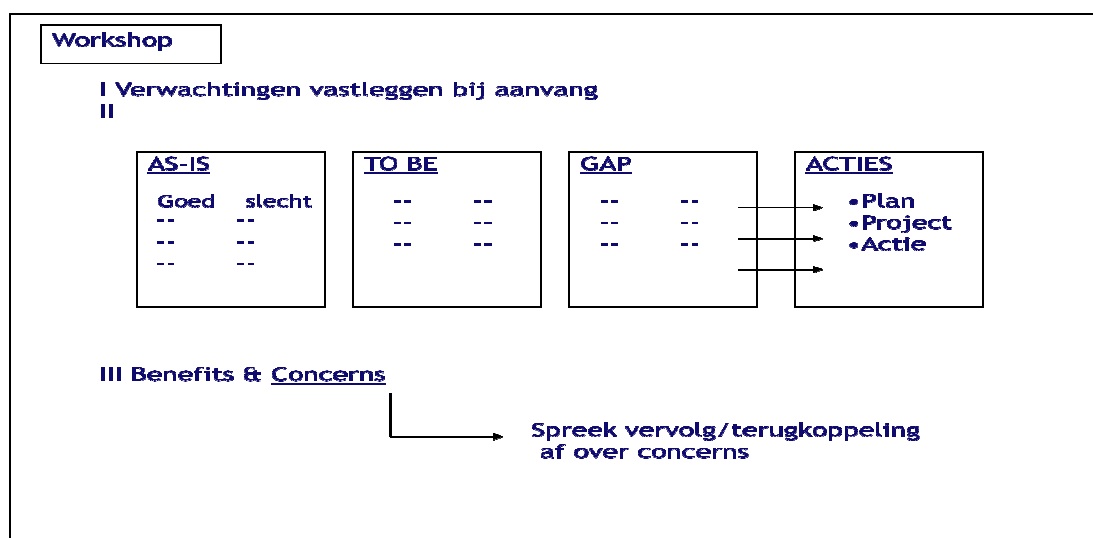 Workshop
I Verwachtingen vastleggen bij aanvang
II
AS-IS
Goed slecht
-- --
-- --
-- --
TO BE
-- --
-- --
-- --
GAP
-- --
-- --
-- --
ACTIES
•Plan
•Project
•Actie
III Benefits & Concerns
Spreek vervolg/terugkoppeling
af over concerns